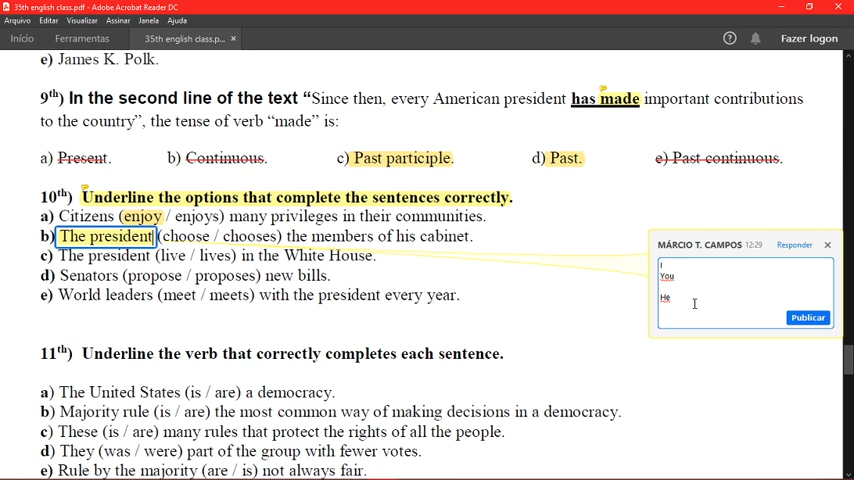 35th english class.pdf - Adobe Acrobat Reader DC
Arquivo Editar Visualizar Assinar Janela Ajuda
Início Ferramentas 35th english class.p... × Fazer logon
e) James K. Polk.
9th) In the second line of the text “Since then, every American president has made important contributions
to the country”, the tense of verb “made” is:
a) Present. b) Continuous. c) Past participle. d) Past. e) Past continuous.
10th) Underline the options that complete the sentences correctly.
a) Citizens (enjoy / enjoys) many privileges in their communities.
b) The president (choose / chooses) the members of his cabinet.
c) The president (live / lives) in the White House.
d) Senators (propose / proposes) new bills.
e) World leaders (meet / meets) with the president every year.
MÁRCIO T. CAMPOS 12:29 Responder ×
I
You
He
Publicar
11th) Underline the verb that correctly completes each sentence.
a) The United States (is / are) a democracy.
b) Majority rule (is / are) the most common way of making decisions in a democracy.
c) These (is / are) many rules that protect the rights of all the people.
d) They (was / were) part of the group with fewer votes.
e) Rule by the majority (are / is) not always fair.